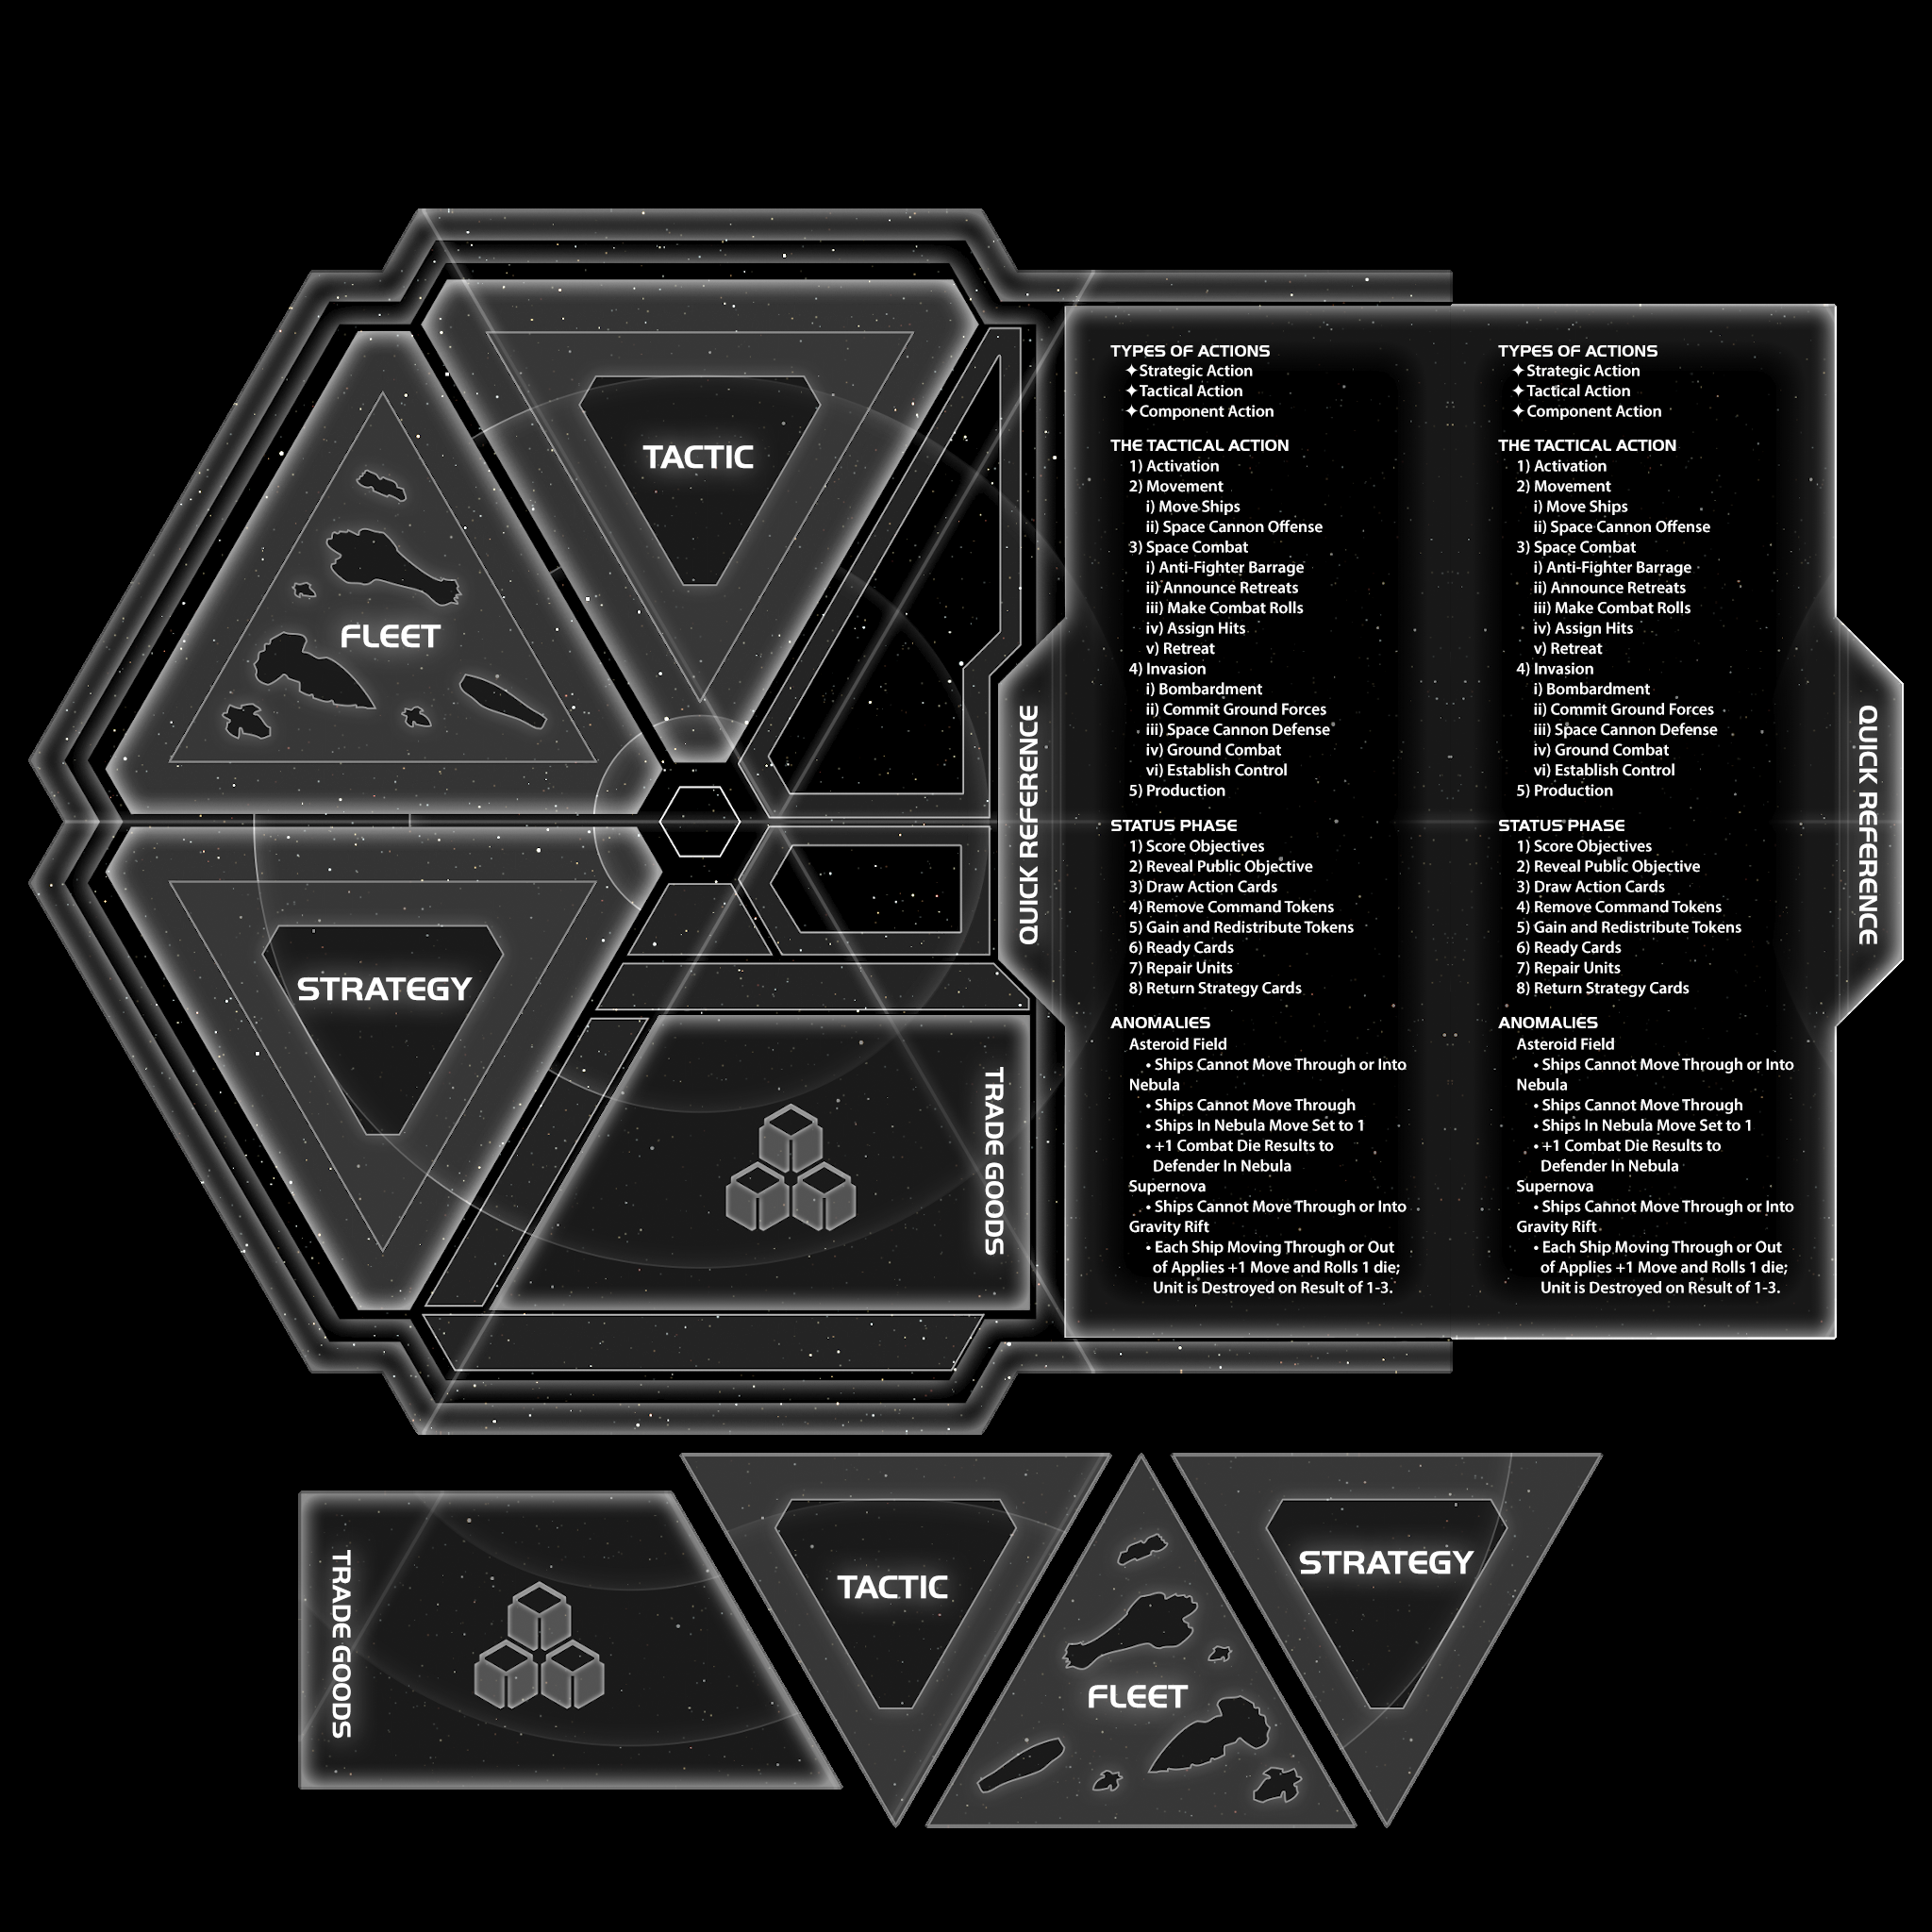 TACTIC
FLEET
STRATEGY
TRADE GOODS
QUICK REFERENCE
TYPES OF ACTIONS
✦Strategic Action
✦Tactical Action
✦Component Action
THE TACTICAL ACTION
1) Activation
2) Movement
i) Move Ships
ii) Space Cannon Offense
3) Space Combat
i) Anti-Fighter Barrage
ii) Announce Retreats
iii) Make Combat Rolls
iv) Assign Hits
v) Retreat
4) Invasion
i) Bombardment
ii) Commit Ground Forces
iii) Space Cannon Defense
iv) Ground Combat
vi) Establish Control
5) Production
STATUS PHASE
1) Score Objectives
2) Reveal Public Objective
3) Draw Action Cards
4) Remove Command Tokens
5) Gain and Redistribute Tokens
6) Ready Cards
7) Repair Units
8) Return Strategy Cards
ANOMALIES
Asteroid Field
• Ships Cannot Move Through or Into
Nebula
• Ships Cannot Move Through
• Ships In Nebula Move Set to 1
• +1 Combat Die Results to
Defender In Nebula
Supernova
• Ships Cannot Move Through or Into
Gravity Rift
• Each Ship Moving Through or Out
of Applies +1 Move and Rolls 1 die;
Unit is Destroyed on Result of 1-3.
TYPES OF ACTIONS
✦Strategic Action
✦Tactical Action
✦Component Action
THE TACTICAL ACTION
1) Activation
2) Movement
i) Move Ships
ii) Space Cannon Offense
3) Space Combat
i) Anti-Fighter Barrage
ii) Announce Retreats
iii) Make Combat Rolls
iv) Assign Hits
v) Retreat
4) Invasion
i) Bombardment
ii) Commit Ground Forces
iii) Space Cannon Defense
iv) Ground Combat
vi) Establish Control
5) Production
STATUS PHASE
1) Score Objectives
2) Reveal Public Objective
3) Draw Action Cards
4) Remove Command Tokens
5) Gain and Redistribute Tokens
6) Ready Cards
7) Repair Units
8) Return Strategy Cards
ANOMALIES
Asteroid Field
• Ships Cannot Move Through or Into
Nebula
• Ships Cannot Move Through
• Ships In Nebula Move Set to 1
• +1 Combat Die Results to
Defender In Nebula
Supernova
• Ships Cannot Move Through or Into
Gravity Rift
• Each Ship Moving Through or Out
of Applies +1 Move and Rolls 1 die;
Unit is Destroyed on Result of 1-3.
QUICK REFERENCE
TRADE GOODS
TACTIC
FLEET
STRATEGY